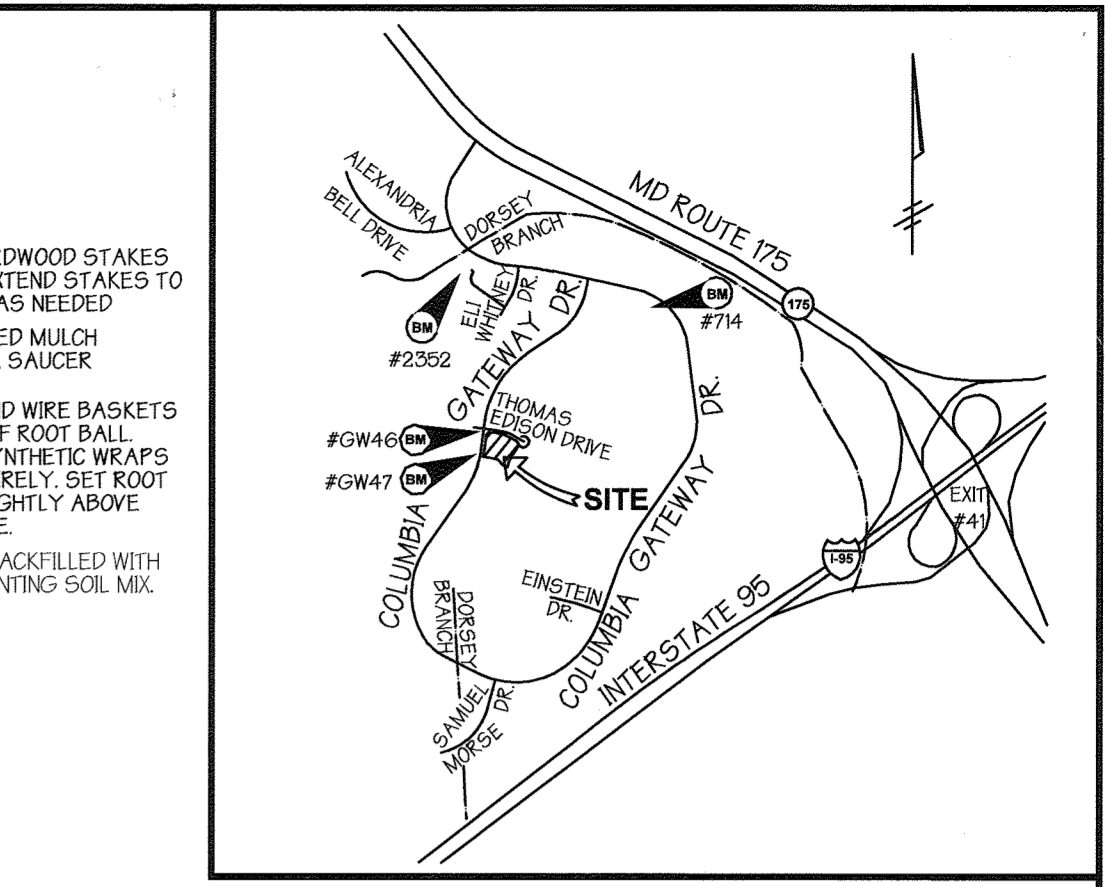 RDWOOD STAKES
XTEND STAKES TO
AS NEEDED
ED MULCH
SAUCER
ND WIRE BASKETS
F ROOT BALL.
YNTHETIC WRAPS
RELY. SET ROOT
GHTLY ABOVE
E.
ACKFILLED WITH
NTING SOIL MIX.
ALEXANDRIA
BELL DRIVE
DORSEY
BRANCH
MD ROUTE 175
175
BM
#2352
ELI
WHITNEY
DR.
GATEWAY DR.
BM
#714
THOMAS
EDISON DRIVE
#GW46 BM
#GW47 BM
SITE
COLUMBIA
COLUMBIA GATEWAY DR.
EINSTEIN
DR.
DORSEY
BRANCH
SAMUEL
MORSE DR.
INTERSTATE 95
I-95
EXIT
#41